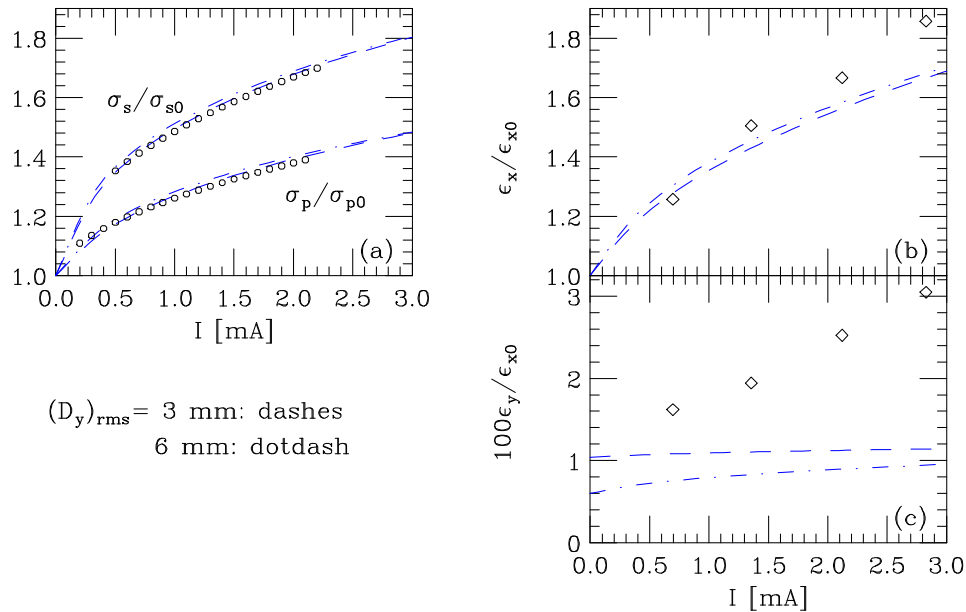 1.8
1.6
1.4
1.2
1.0
σs/σs0
σp/σp0
(a)
0.0 0.5 1.0 1.5 2.0 2.5 3.0
I [mA]
(Dy)rms= 3 mm: dashes
6 mm: dotdash
1.8
1.6
1.4
1.2
1.0
ϵx/ϵx0
(b)
3
2
1
0
100ϵy/ϵx0
(c)
0.0 0.5 1.0 1.5 2.0 2.5 3.0
I [mA]